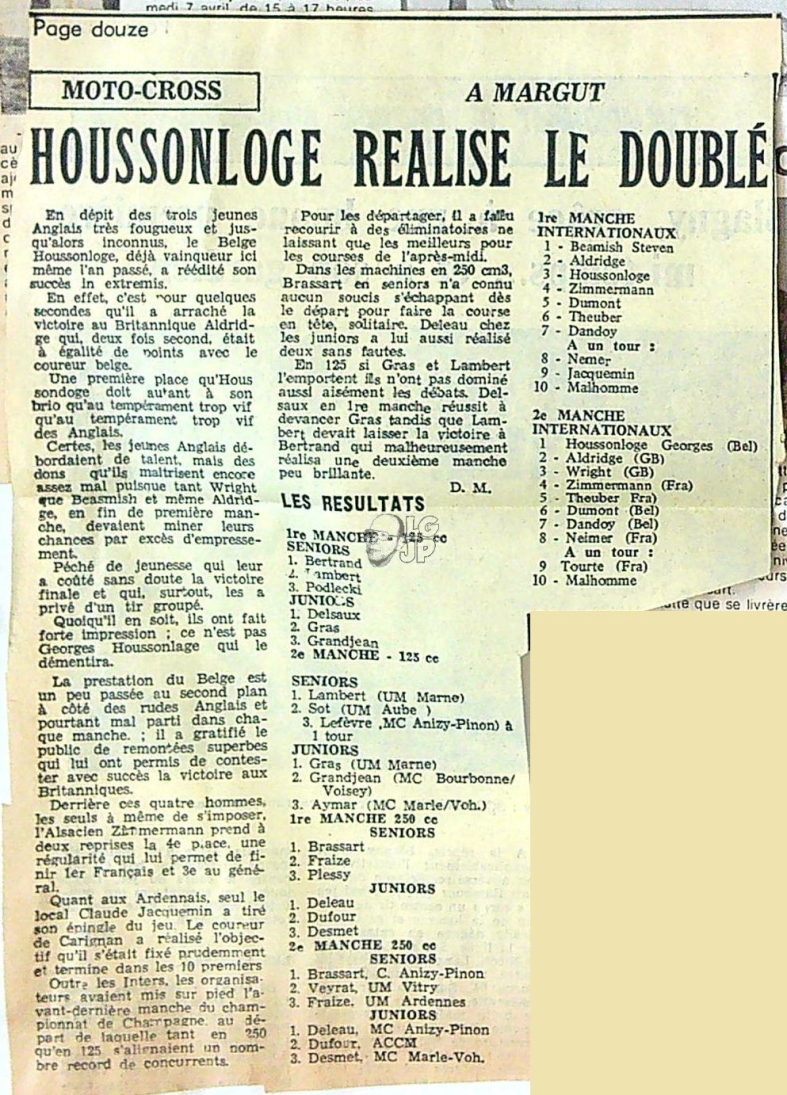 medi 7 avril de 15 à 17 heures
Page douze
MOTO-CROSS
A MARGUT
HOUSSONLOGE REALISE LE DOUBLÉ
En dépit des trois jeunes
Anglais très fougueux et jus-
qu'alors inconnus, le Belge
Houssonloge, déjà vainqueur ici
même l'an passé, a réédité son
succès in extremis.
En effet, c'est pour quelques
secondes qu'il a arraché la
victoire au Britannique Aldrid-
ge qui, deux fois second, était
à égalité de points avec le
coureur belge.
Une première place qu'Hous
sondoge doit autant à son
brio qu'au tempérament trop vif
qu'au tempérament trop vif
des Anglais.
Certes, les jeunes Anglais dé-
bordaient de talent, mais des
dons qu'ils maîtrisent encore
assez mal puisque tant Wright
que Beasmish et même Aldrid-
ge, en fin de première man-
che, devaient miner leurs
chances par excès d'empresse-
ment.
Péché de jeunesse qui leur
a coûté sans doute la victoire
finale et qui, surtout, les a
privé d'un tir groupé.
Quoiqu'il en soit, ils ont fait
forte impression ; ce n'est pas
Georges Houssonlage qui le
démentira.
La prestation du Belge est
un peu passée au second plan
à côté des rudes Anglais et
pourtant mal parti dans cha-
que manche. ; il a gratifié le
public de remontées superbes
qui lui ont permis de contes-
ter avec succès la victoire aux
Britanniques.
Derrière ces quatre hommes,
les seuls à même de s'imposer,
l'Alsacien Zimmermann prend à
deux reprises la 4e place, une
régularité qui lui permet de fi-
nir 1er Français et 3e au géné-
ral.
Quant aux Ardennais, seul le
local Claude Jacquemin a tiré
son épingle du jeu. Le coureur
de Carignan a réalisé l'objec-
tif qu'il s'était fixé prudemment
et termine dans les 10 premiers
Outre les Inters, les organisa-
teurs avaient mis sur pied l'a-
vant-dernière manche du cham-
pionnat de Champagne. au dé-
part de laquelle tant en 250
qu'en 125 s'alignaient un nom-
bre record de concurrents.
Pour les départager, il a fallu
recourir à des éliminatoires ne
laissant que les meilleurs pour
les courses de l'après-midi.
Dans les machines en 250 cm3,
Brassart en seniors n'a connu
aucun soucis s'échappant dès
le départ pour faire la course
en tête, solitaire. Deleau chez
les juniors a lui aussi réalisé
deux sans fautes.
En 125 si Gras et Lambert
l'emportent ils n'ont pas dominé
aussi aisément les débats. Del-
saux en 1re manche réussit à
devancer Gras tandis que Lam-
bert devait laisser la victoire à
Bertrand qui malheureusement
réalisa une deuxième manche
peu brillante.
D. M.
LES RESULTATS
1re MANCHE - 125 cc
SENIORS
1. Bertrand
2. Lambert
3. Podlecki
JUNIORS
1. Delsaux
2. Gras
3. Grandjean
2e MANCHE - 125 cc
SENIORS
1. Lambert (UM Marne)
2. Sot (UM Aube )
3. Lefèvre ,MC Anizy-Pinon) à
1 tour
JUNIORS
1. Gras (UM Marne)
2. Grandjean (MC Bourbonne/
Voisey)
3. Aymar (MC Marle/Voh.)
1re MANCHE 250 cc
SENIORS
1. Brassart
2. Fraize
3. Plessy
JUNIORS
1. Deleau
2. Dufour
3. Desmet
2e MANCHE 250 cc
SENIORS
1. Brassart, C. Anizy-Pinon
2. Veyrat, UM Vitry
3. Fraize, UM Ardennes
JUNIORS
1. Deleau, MC Anizy-Pinon
2. Dufour, ACCM
3. Desmet, MC Marle-Voh.
1re MANCHE
INTERNATIONAUX
1 - Beamish Steven
2 - Aldridge
3 - Houssonloge
4 - Zimmermann
5 - Dumont
6 - Theuber
7 - Dandoy
A un tour :
8 - Nemer
9 - Jacquemin
10 - Malhomme
2e MANCHE
INTERNATIONAUX
1 Houssonloge Georges (Bel)
2 - Aldridge (GB)
3 - Wright (GB)
4 - Zimmermann (Fra)
5 - Theuber Fra)
6 - Dumont (Bel)
7 - Dandoy (Bel)
8 - Neimer (Fra)
A un tour :
9 Tourte (Fra)
10 - Malhomme
que se livrère
LG
JP